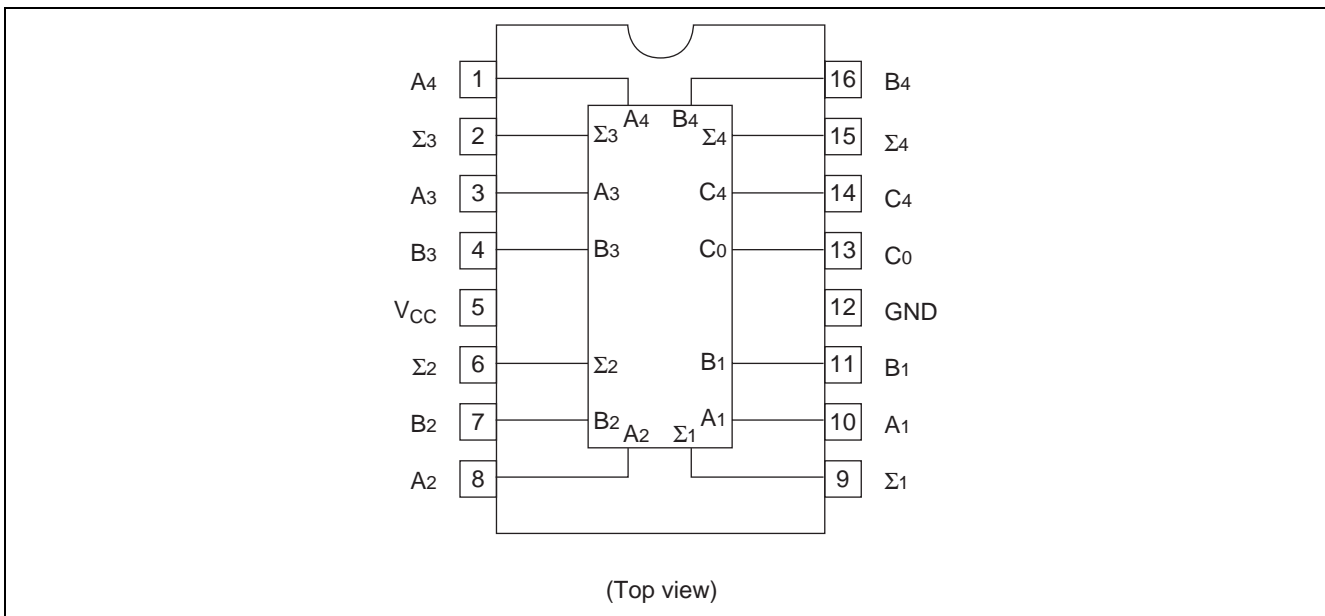 A4 1 A4 B4 16 B4
Σ3 2 Σ3 Σ4 15 Σ4
A3 3 A3 C4 14 C4
B3 4 B3 C0 13 C0
VCC 5 12 GND
Σ2 6 Σ2 B1 11 B1
B2 7 B2 A1 10 A1
A2 8 A2 Σ1 9 Σ1
(Top view)